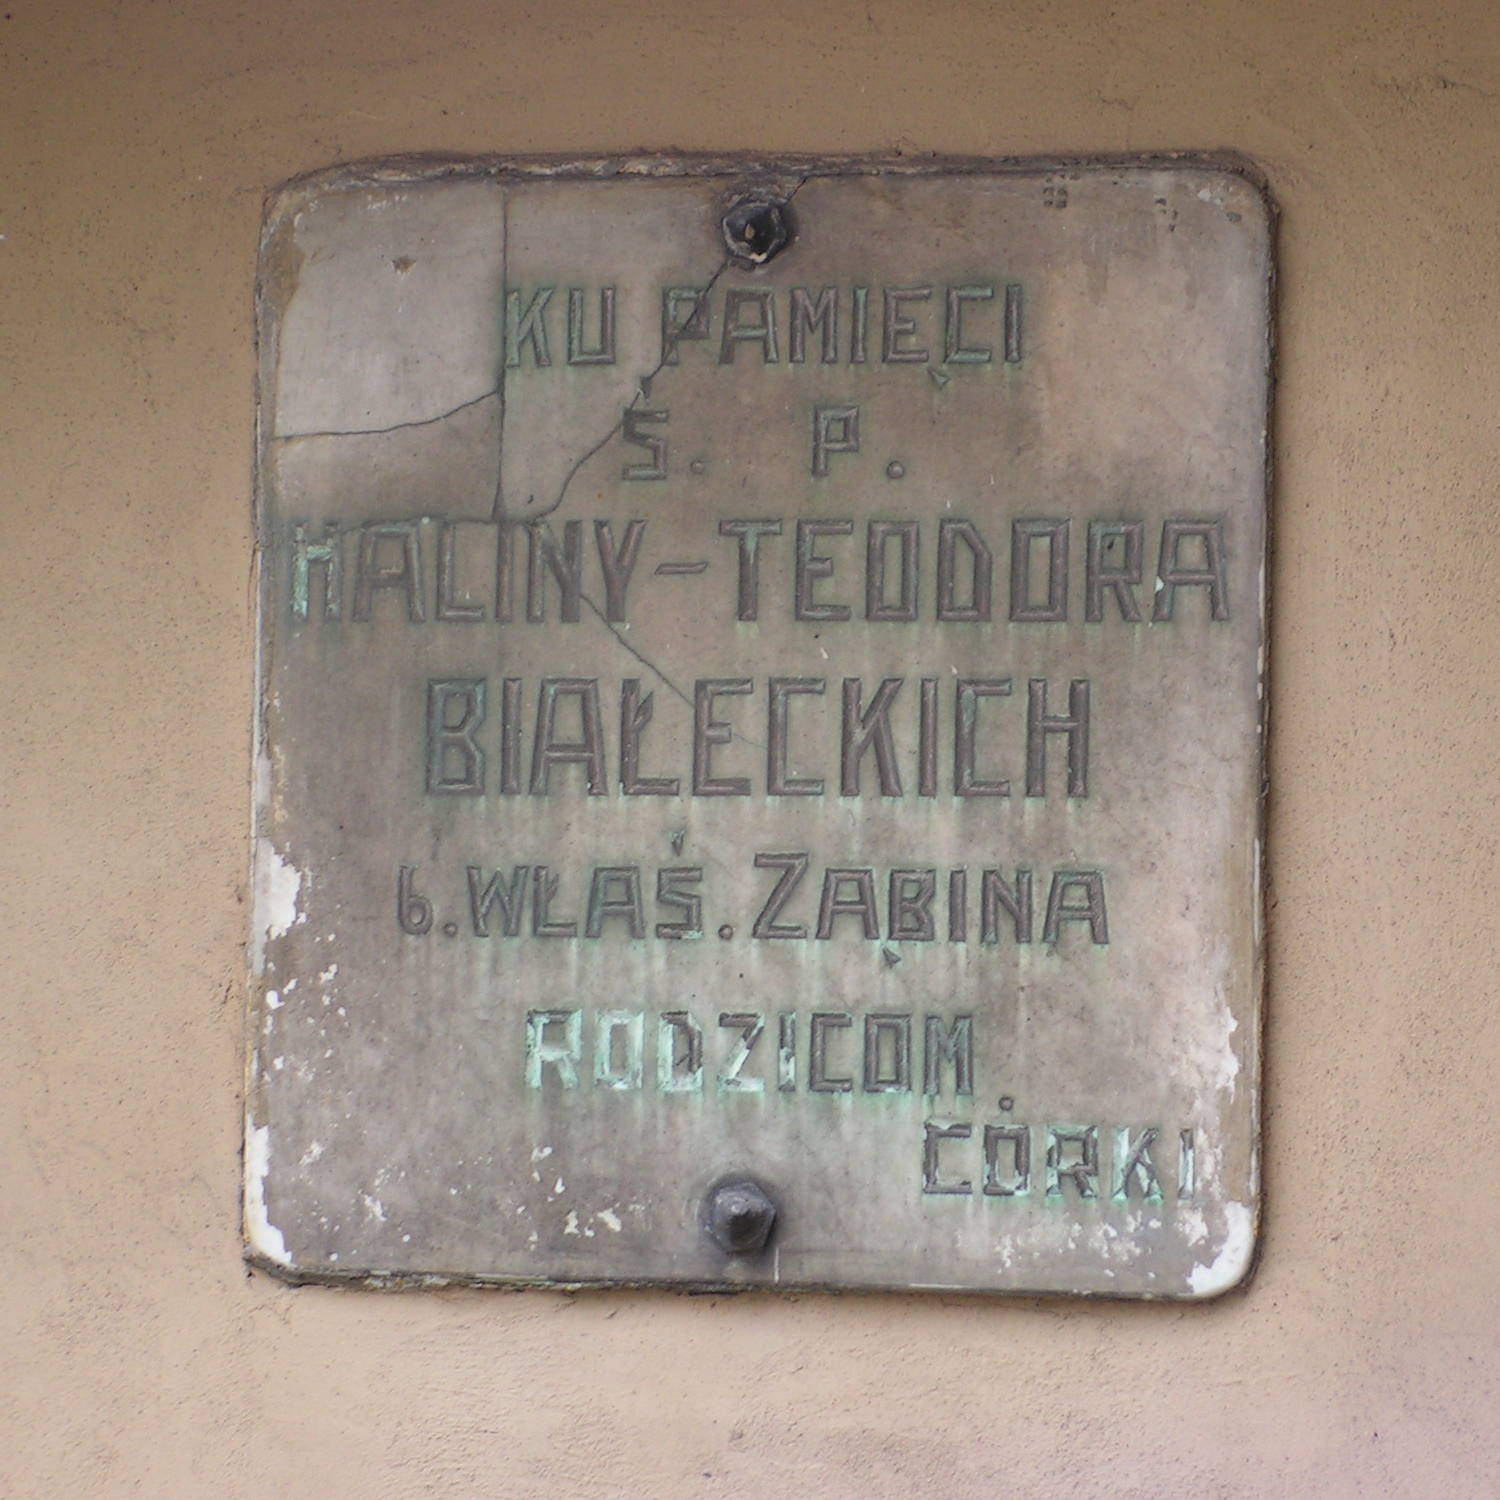 KU PAMIĘCI
Ś. P.
HALINY-TEODORA
BIAŁECKICH
b. WŁAŚ. ZĄBINA
RODZICOM
CÓRKI